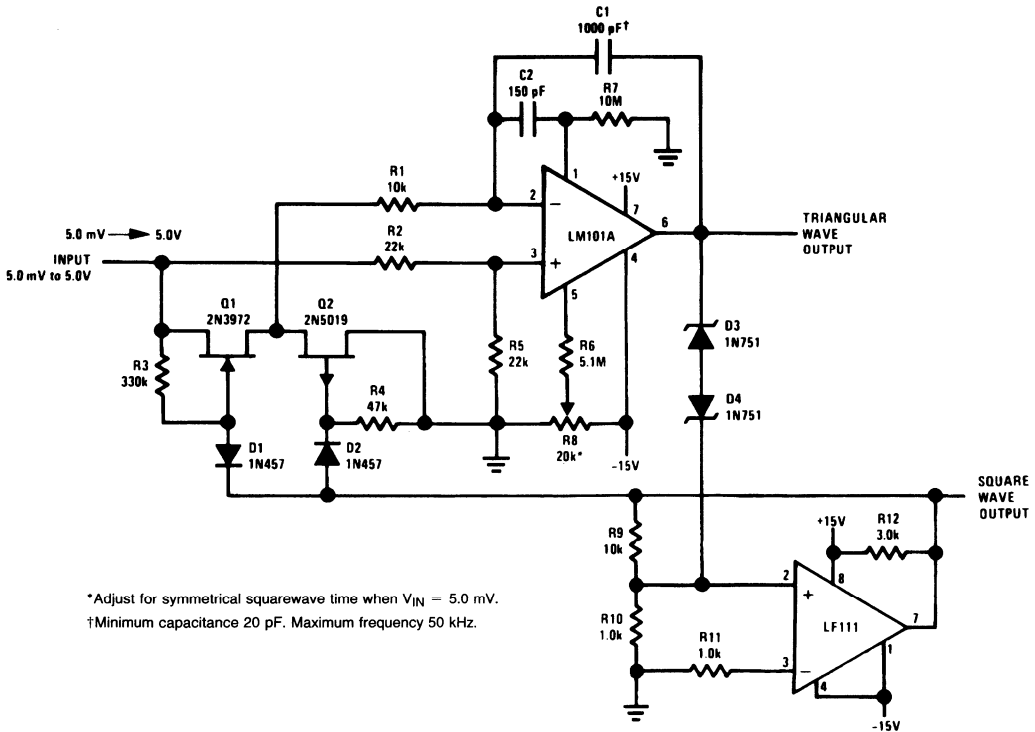 C1
1000 pF†
C2
150 pF
R7
10M
R1
10k
1
+15V
2
−
7
6
TRIANGULAR
WAVE
OUTPUT
LM101A
5.0 mV 5.0V
R2
22k
INPUT
5.0 mV to 5.0V
3
+
4
5
Q1
2N3972
Q2
2N5019
D3
1N751
R3
330k
R5
22k
R6
5.1M
R4
47k
D4
1N751
R8
20k*
D1
1N457
D2
1N457
−15V
SQUARE
WAVE
OUTPUT
R9
10k
+15V
R12
3.0k
2
+
8
*Adjust for symmetrical squarewave time when VIN = 5.0 mV.
†Minimum capacitance 20 pF. Maximum frequency 50 kHz.
R10
1.0k
R11
1.0k
LF111
7
1
3
−
4
−15V